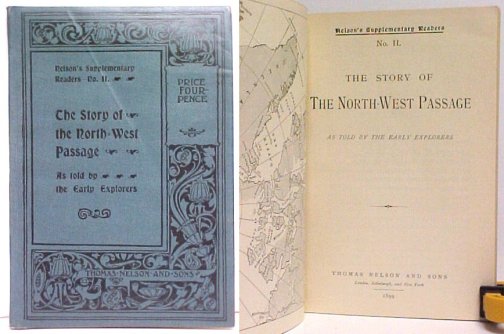 Nelson's Supplementary
Readers No. II.
PRICE
FOUR-
PENCE
The Story of
the North-West
Passage
As told by
the Early Explorers
THOMAS·NELSON·AND·SONS
Nelson's Supplementary Readers
No. II.
THE STORY OF
THE NORTH-WEST PASSAGE
AS TOLD BY THE EARLY EXPLORERS
THOMAS NELSON AND SONS
London, Edinburgh, and New York
1899